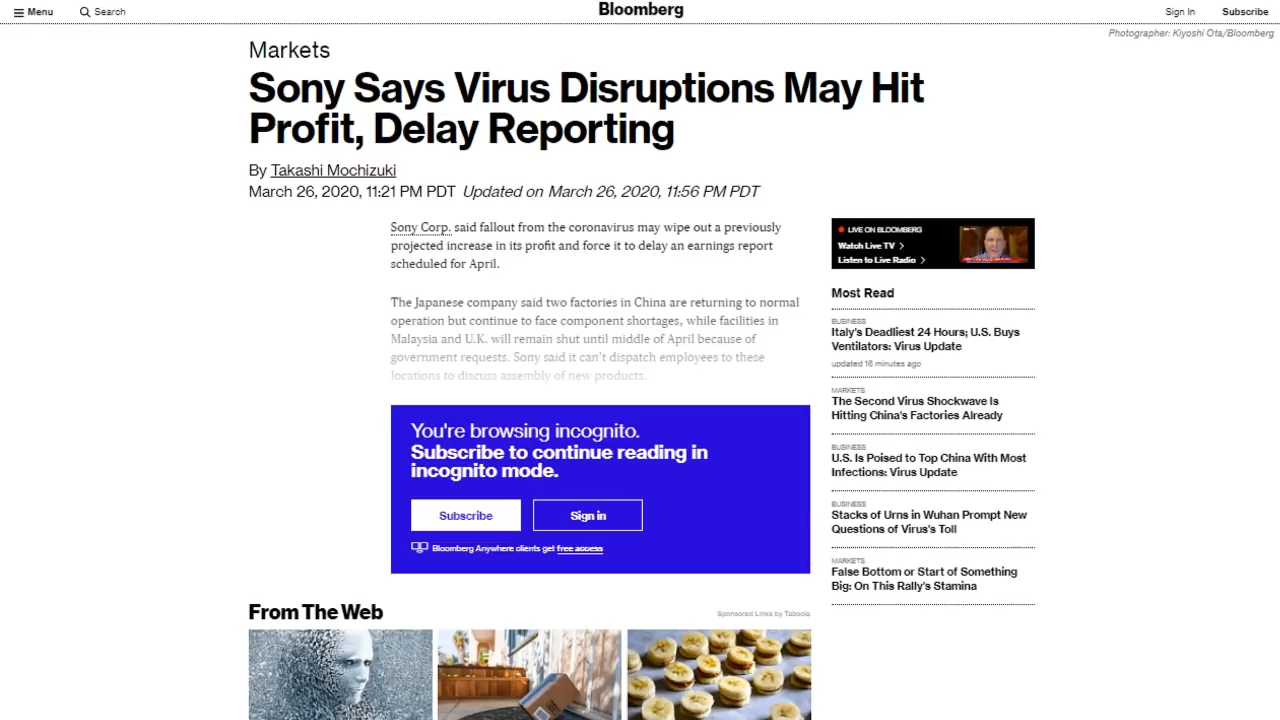 Menu
Search
Bloomberg
Sign In
Subscribe
Photographer: Kiyoshi Ota/Bloomberg
Markets
Sony Says Virus Disruptions May Hit
Profit, Delay Reporting
By Takashi Mochizuki
March 26, 2020, 11:21 PM PDT Updated on March 26, 2020, 11:56 PM PDT
Sony Corp. said fallout from the coronavirus may wipe out a previously
projected increase in its profit and force it to delay an earnings report
scheduled for April.
The Japanese company said two factories in China are returning to normal
operation but continue to face component shortages, while facilities in
Malaysia and U.K. will remain shut until middle of April because of
government requests. Sony said it can't dispatch employees to these
locations to discuss assembly of new products.
You're browsing incognito.
Subscribe to continue reading in
incognito mode.
Subscribe
Sign in
Bloomberg Anywhere clients get free access
LIVE ON BLOOMBERG
Watch Live TV
Listen to Live Radio
Most Read
BUSINESS
Italy's Deadliest 24 Hours; U.S. Buys
Ventilators: Virus Update
updated 16 minutes ago
MARKETS
The Second Virus Shockwave Is
Hitting China's Factories Already
BUSINESS
U.S. Is Poised to Top China With Most
Infections: Virus Update
BUSINESS
Stacks of Urns in Wuhan Prompt New
Questions of Virus's Toll
MARKETS
False Bottom or Start of Something
Big: On This Rally's Stamina
From The Web
Sponsored Links by Taboola